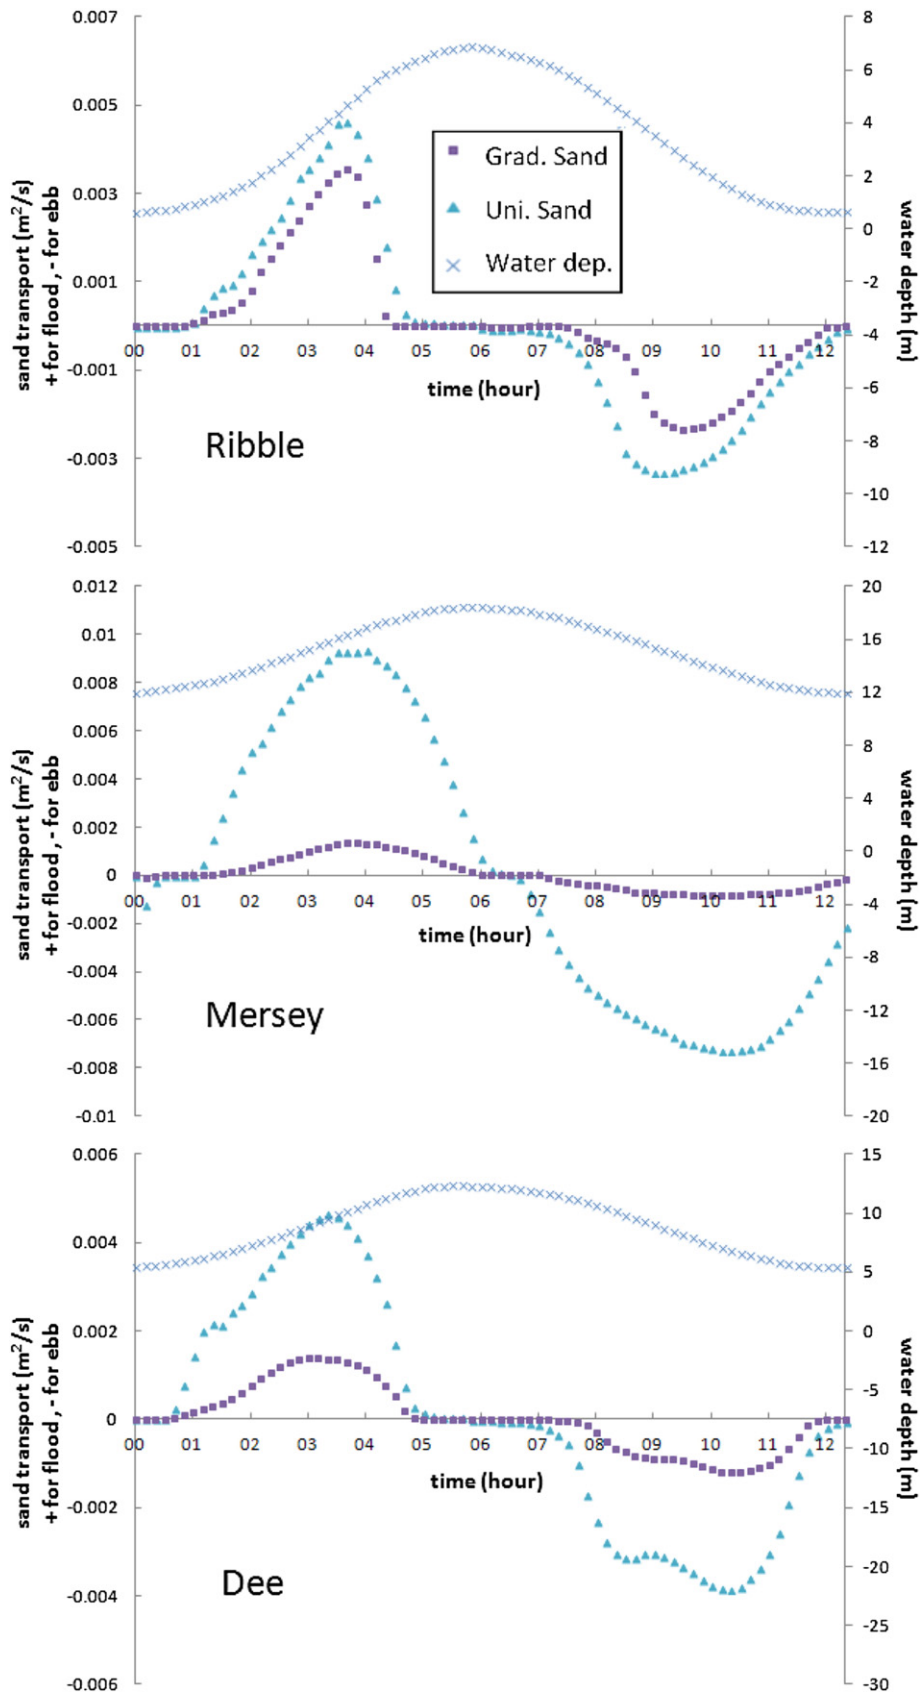 0.007
0.005
0.003
0.001
-0.001
-0.003
-0.005
sand transport (m²/s)
+ for flood, - for ebb
8
6
4
2
0
-2
-4
-6
-8
-10
-12
water depth (m)
Grad. Sand
Uni. Sand
Water dep.
00 01 02 03 04 05 06 07 08 09 10 11 12
time (hour)
Ribble
0.012
0.01
0.008
0.006
0.004
0.002
0
-0.002
-0.004
-0.006
-0.008
-0.01
sand transport (m²/s)
+ for flood, - for ebb
20
16
12
8
4
0
-4
-8
-12
-16
-20
water depth (m)
00 01 02 03 04 05 06 07 08 09 10 11 12
time (hour)
Mersey
0.006
0.004
0.002
0
-0.002
-0.004
-0.006
sand transport (m²/s)
+ for flood, - for ebb
15
10
5
0
-5
-10
-15
-20
-25
-30
water depth (m)
00 01 02 03 04 05 06 07 08 09 10 11 12
time (hour)
Dee